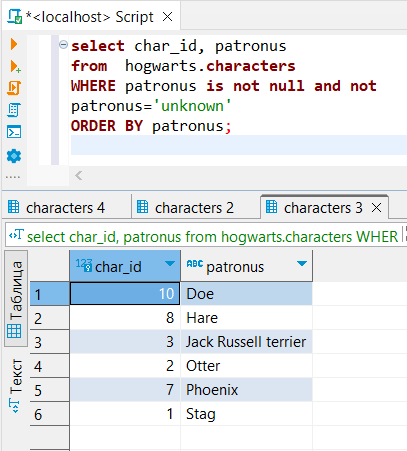 *<localhost> Script
select char_id, patronus
from hogwarts.characters
WHERE patronus is not null and not
patronus='unknown'
ORDER BY patronus;
characters 4 characters 2 characters 3
select char_id, patronus from hogwarts.characters WHER
Таблица
Текст
123 char_id ABC patronus
1 10 Doe
2 8 Hare
3 3 Jack Russell terrier
4 2 Otter
5 7 Phoenix
6 1 Stag